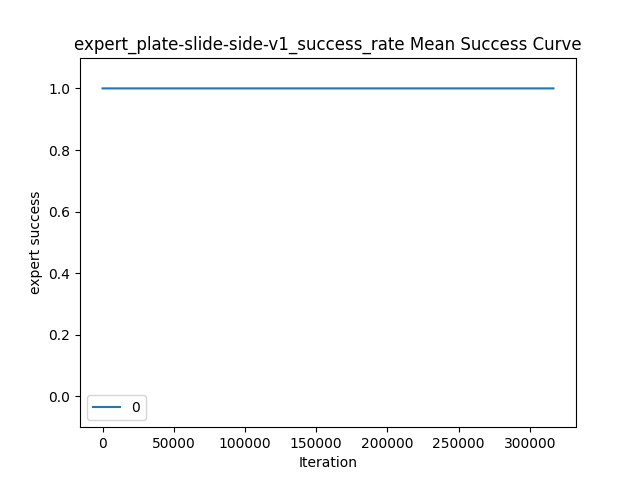 expert_plate-slide-side-v1_success_rate Mean Success Curve
expert success
1.0
0.8
0.6
0.4
0.2
0.0
0
0 50000 100000 150000 200000 250000 300000
Iteration